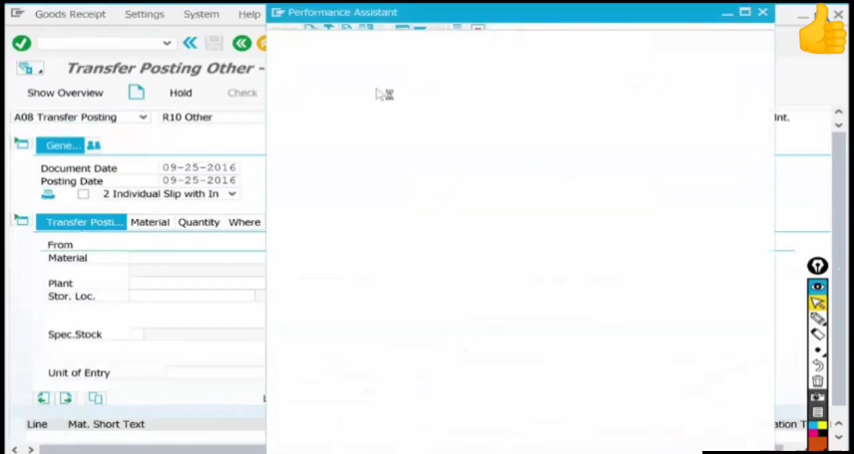 Goods Receipt Settings System Help
Performance Assistant
Transfer Posting Other -
Show Overview Hold Check
A08 Transfer Posting R10 Other nt.
Gene...
Document Date 09-25-2016
Posting Date 09-25-2016
2 Individual Slip with In
Transfer Posti... Material Quantity Where
From
Material
Plant
Stor. Loc.
Spec.Stock
Unit of Entry
Line Mat. Short Text ation T